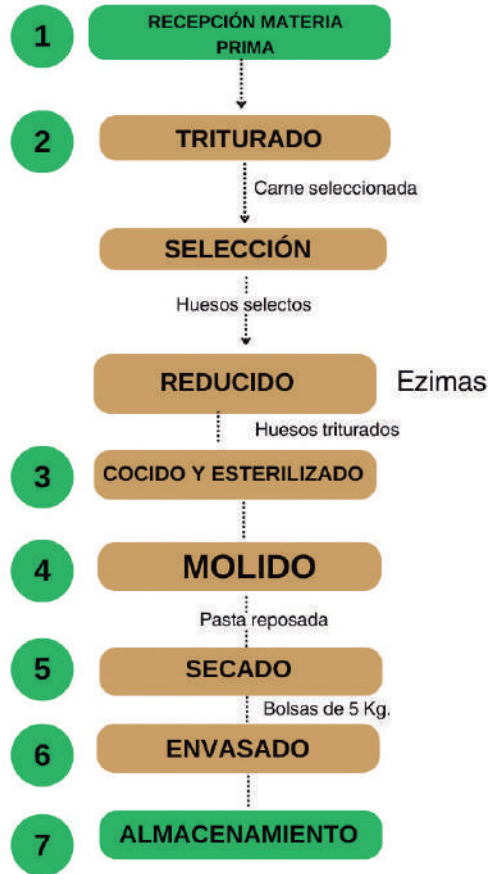 1
RECEPCIÓN MATERIA
PRIMA
2
TRITURADO
Carne seleccionada
SELECCIÓN
Huesos selectos
REDUCIDO
Ezimas
Huesos triturados
3
COCIDO Y ESTERILIZADO
4
MOLIDO
Pasta reposada
5
SECADO
Bolsas de 5 Kg.
6
ENVASADO
7
ALMACENAMIENTO